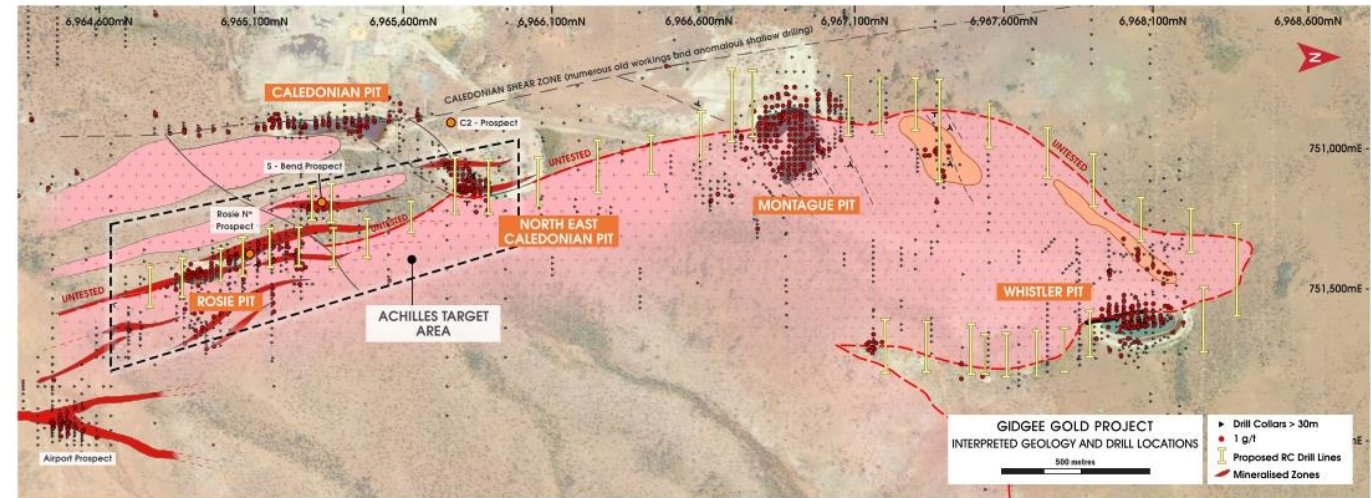 6,964,600mN
6,965,100mN
6,965,600mN
6,966,100mN
6,966,600mN
6,967,100mN
6,967,600mN
6,968,100mN
6,968,600mN
N
CALEDONIAN SHEAR ZONE (numerous old workings and anomalous shallow drilling)
CALEDONIAN PIT
C2 - Prospect
S - Bend Prospect
UNTESTED
751,000mE
MONTAGUE PIT
Rosie Nth
Prospect
UNTESTED
NORTH EAST
CALEDONIAN PIT
UNTESTED
UNTESTED
ROSIE PIT
WHISTLER PIT
751,500mE
ACHILLES TARGET
AREA
Airport Prospect
GIDGEE GOLD PROJECT
INTERPRETED GEOLOGY AND DRILL LOCATIONS
500 metres
Drill Collars > 30m
1 g/t
Proposed RC Drill Lines
Mineralised Zones